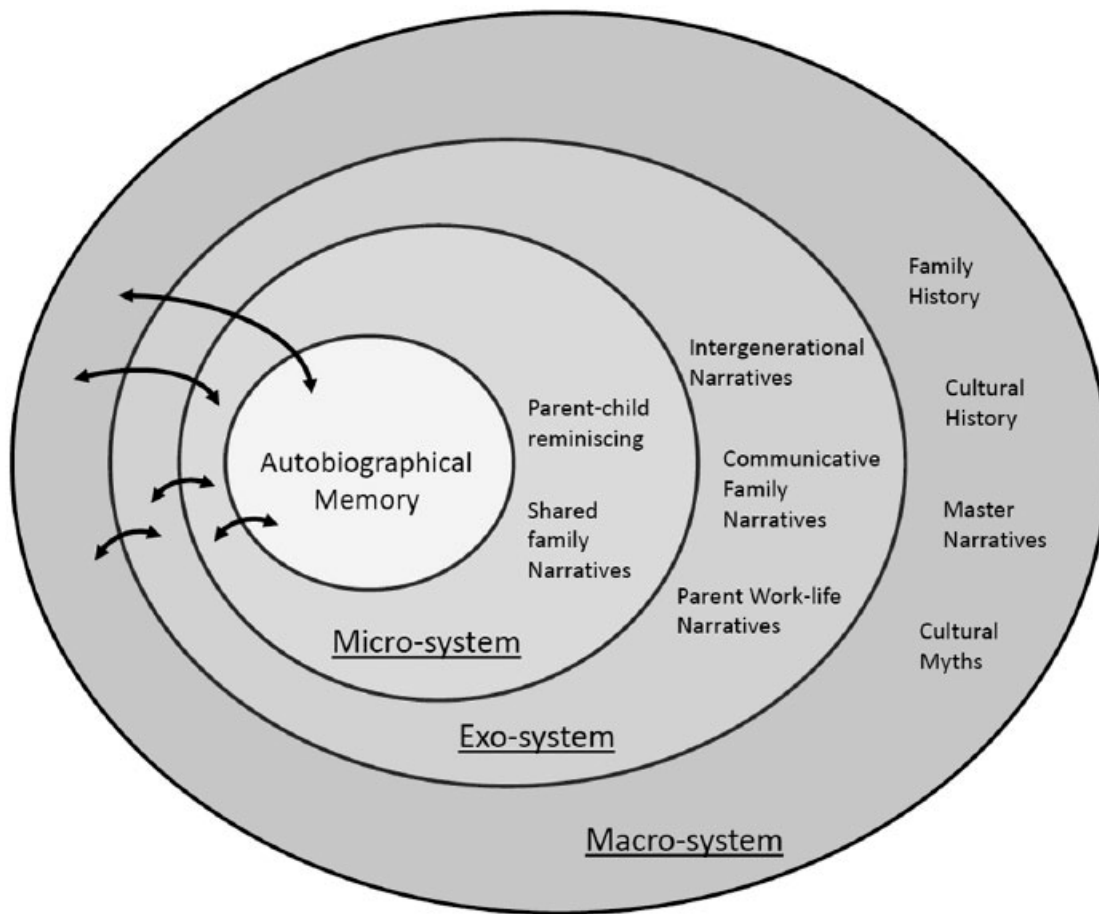 Autobiographical
Memory
Parent-child
reminiscing
Shared
family
Narratives
Micro-system
Intergenerational
Narratives
Communicative
Family
Narratives
Parent Work-life
Narratives
Exo-system
Family
History
Cultural
History
Master
Narratives
Cultural
Myths
Macro-system